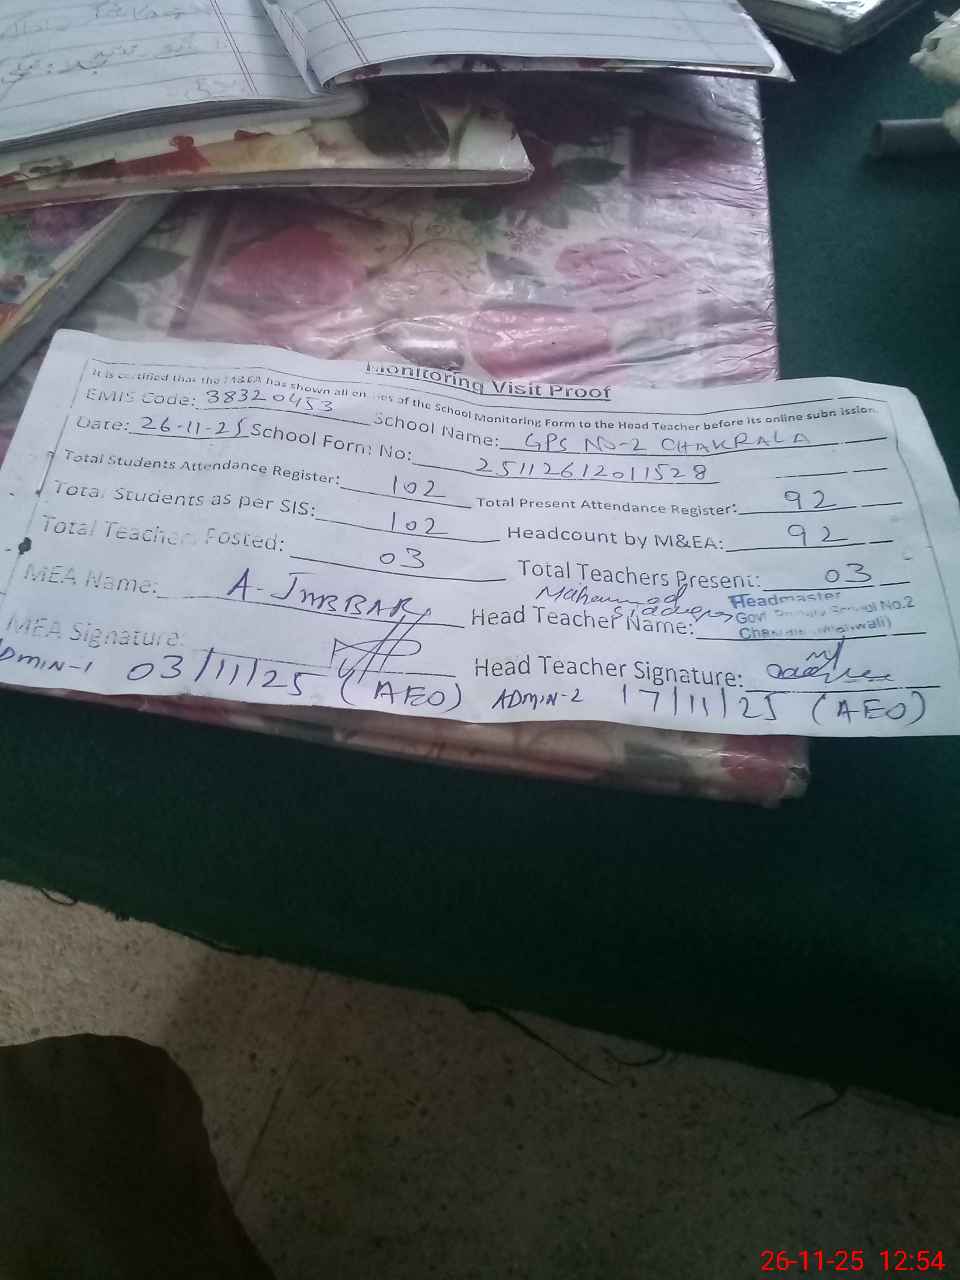 Monitoring Visit Proof
It is certified that the M&EA has shown all entries of the School Monitoring Form to the Head Teacher before its online submission.
EMIS Code: 38320453 School Name: GPS NO-2 CHAKRALA
Date: 26-11-25 School Form No: 25112612011528
Total Students Attendance Register: 102 Total Present Attendance Register: 92
Total Students as per SIS: 102 Headcount by M&EA: 92
Total Teachers Posted: 03 Total Teachers Present: 03
MEA Name: A-JABBAR Head Teacher Name: Mahammad
Headmaster
Govt No.2
MEA Signature: Head Teacher Signature:
ADMIN-1 03/11/25 (AEO) ADMIN-2 17/11/25 (AEO)
26-11-25 12:54